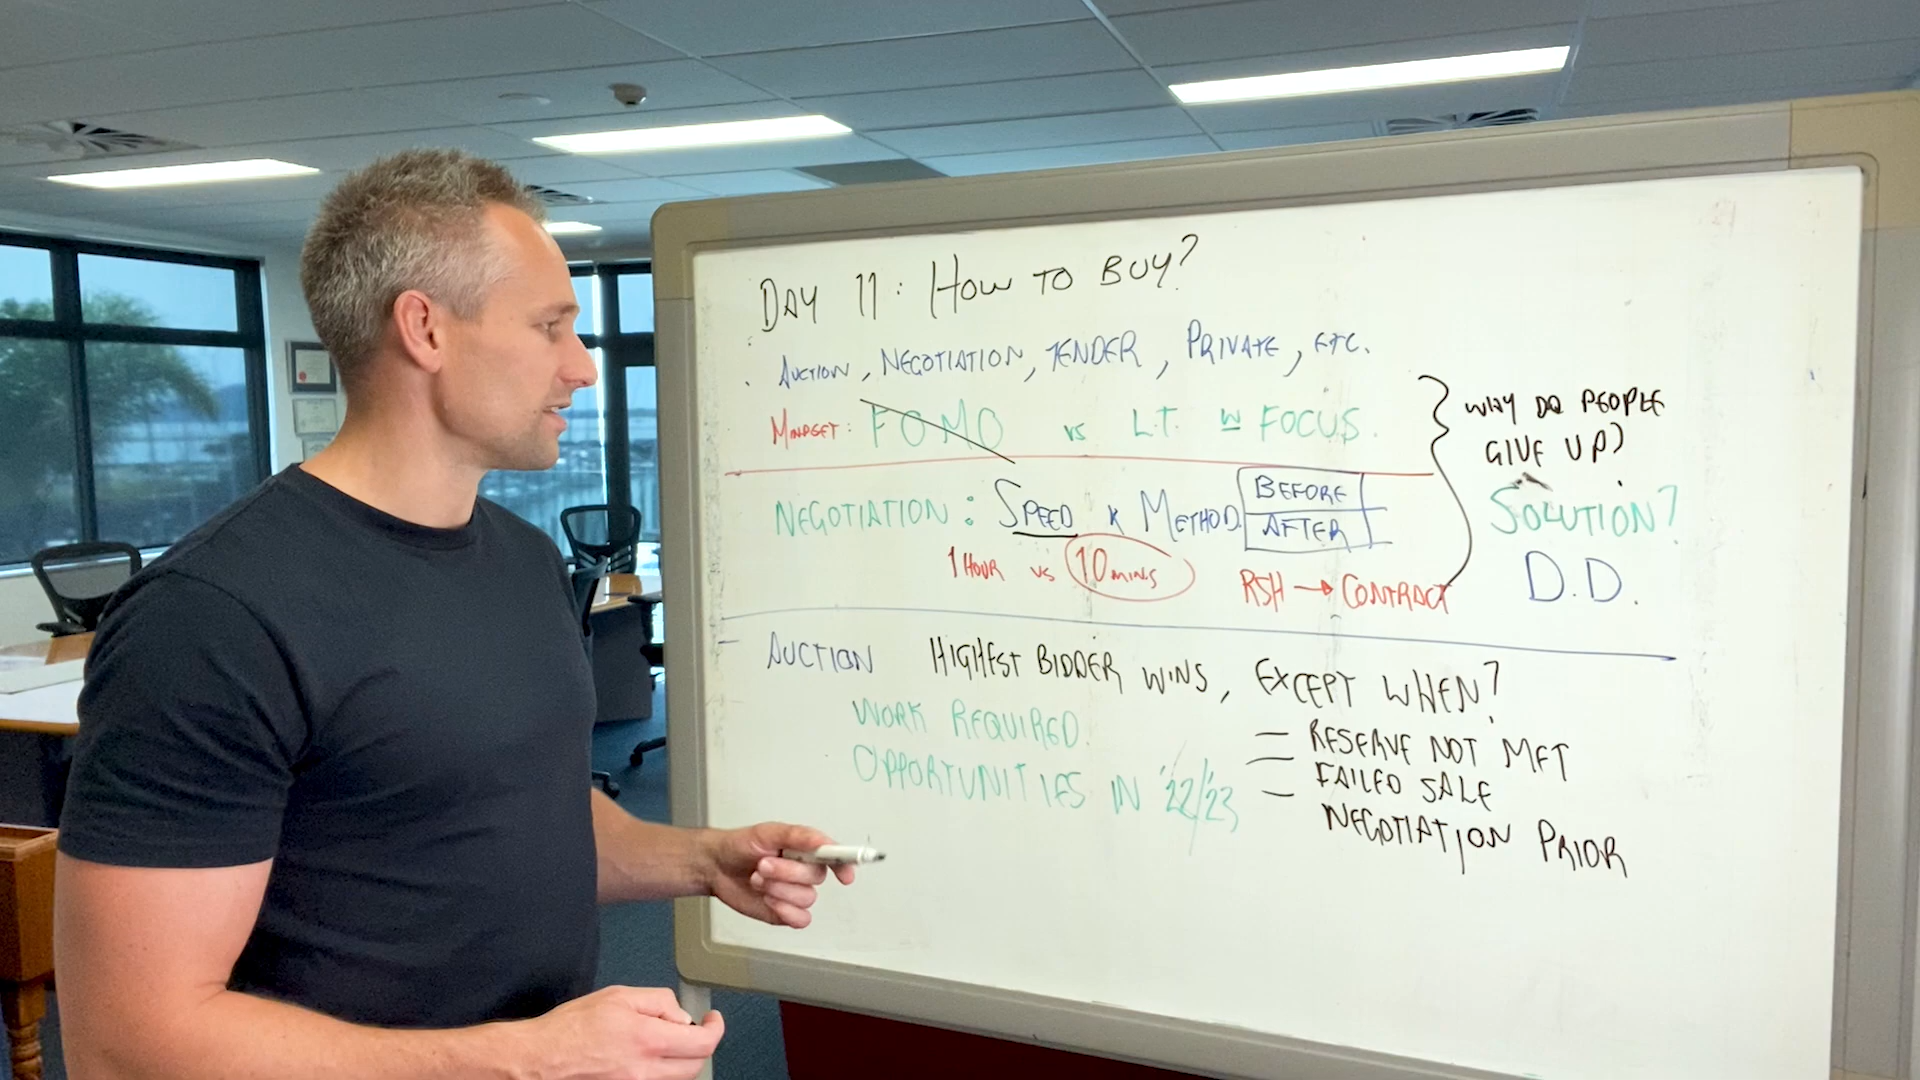 DAY 11: HOW TO BUY?
AUCTION, NEGOTIATION, TENDER, PRIVATE, ETC.
MINDSET: FOMO vs L.T. W FOCUS.
NEGOTIATION: SPEED & METHOD.
BEFORE
AFTER
1 HOUR vs 10 MINS
RSH → CONTRACT
WHY DO PEOPLE
GIVE UP?
SOLUTION?
D.D.
AUCTION HIGHEST BIDDER WINS, EXCEPT WHEN?
WORK REQUIRED
OPPORTUNITIES IN '22/'23
– RESERVE NOT MET
– FAILED SALE
– NEGOTIATION PRIOR